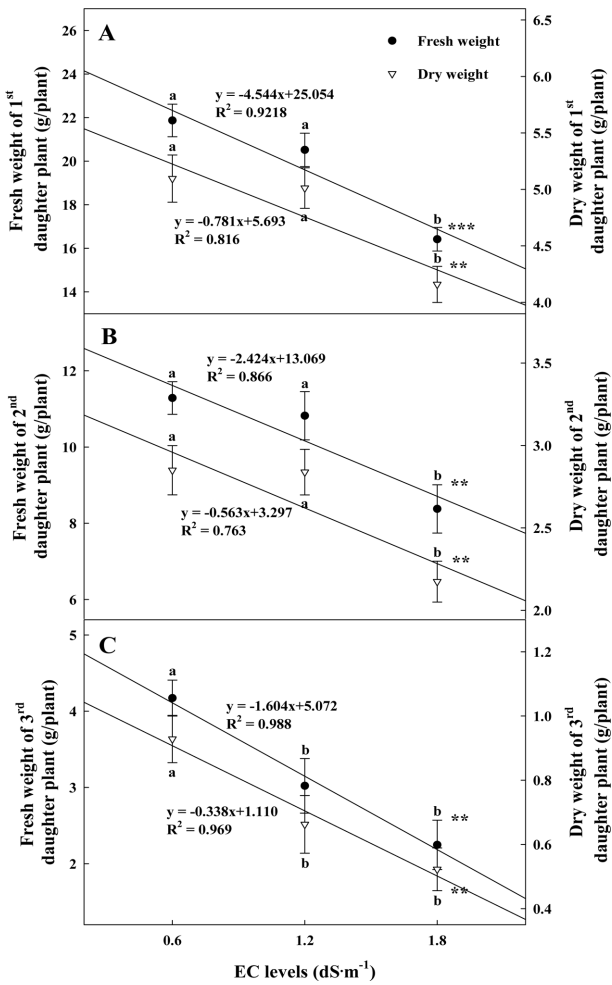 A
Fresh weight
Dry weight
Fresh weight of 1st
daughter plant (g/plant)
Dry weight of 1st
daughter plant (g/plant)
26
24
22
20
18
16
14
6.5
6.0
5.5
5.0
4.5
4.0
y = -4.544x+25.054
R2 = 0.9218
y = -0.781x+5.693
R2 = 0.816
a
a
a
a
b
***
b
**
B
Fresh weight of 2nd
daughter plant (g/plant)
Dry weight of 2nd
daughter plant (g/plant)
12
10
8
6
3.5
3.0
2.5
2.0
y = -2.424x+13.069
R2 = 0.866
y = -0.563x+3.297
R2 = 0.763
a
a
a
a
b
**
b
**
C
Fresh weight of 3rd
daughter plant (g/plant)
Dry weight of 3rd
daughter plant (g/plant)
5
4
3
2
1.2
1.0
0.8
0.6
0.4
y = -1.604x+5.072
R2 = 0.988
y = -0.338x+1.110
R2 = 0.969
a
a
b
b
b
**
b
**
0.6
1.2
1.8
EC levels (dS·m-1)